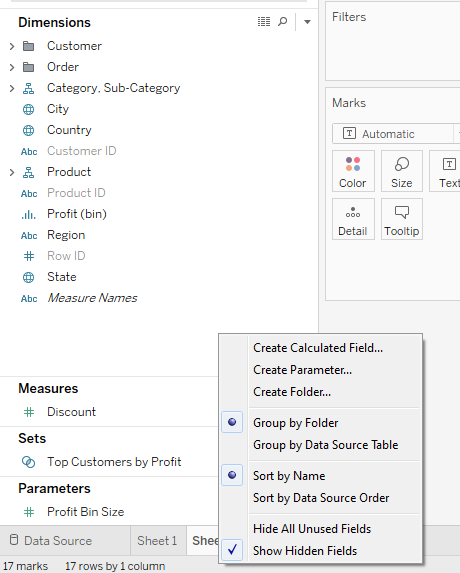 Dimensions
Customer
Order
Category, Sub-Category
City
Country
Abc Customer ID
Product
Abc Product ID
Profit (bin)
Abc Region
Row ID
State
Abc Measure Names
Measures
Discount
Sets
Top Customers by Profit
Parameters
Profit Bin Size
Filters
Marks
T Automatic
Color
Size
T
Text
Detail
Tooltip
Create Calculated Field...
Create Parameter...
Create Folder...
Group by Folder
Group by Data Source Table
Sort by Name
Sort by Data Source Order
Hide All Unused Fields
Show Hidden Fields
Data Source
Sheet 1
Shee
17 marks
17 rows by 1 column